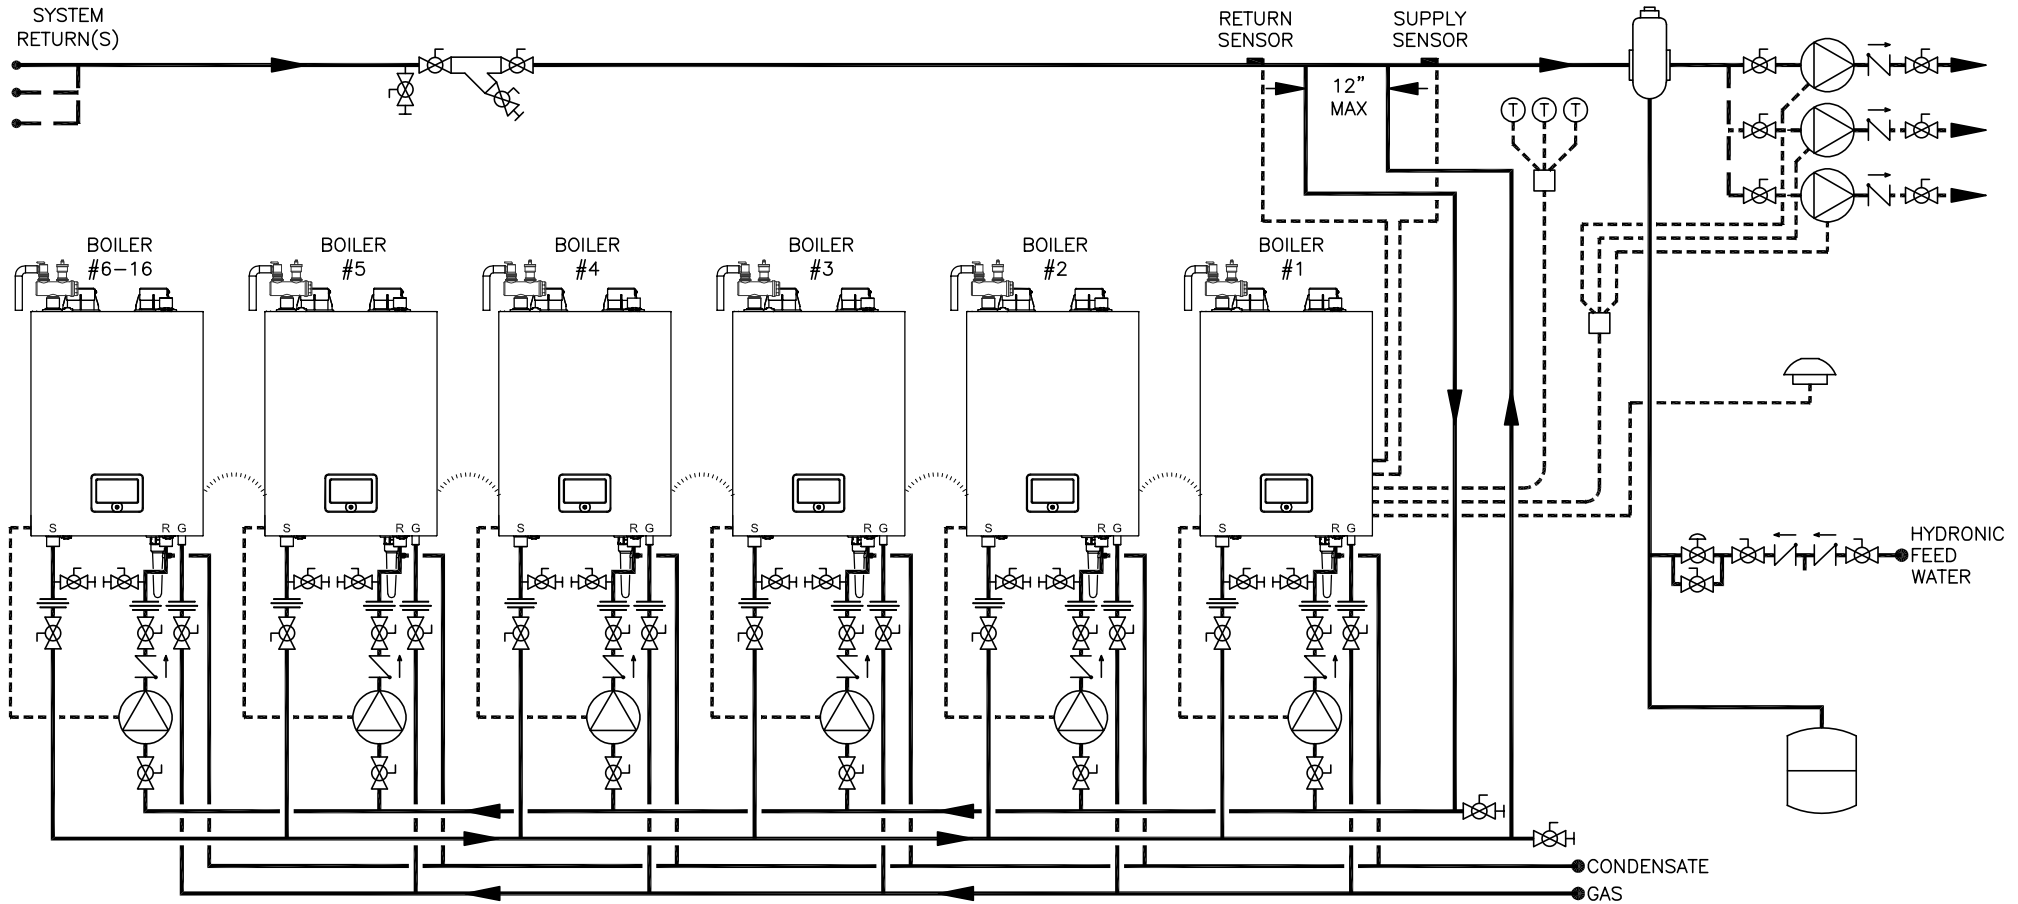 SYSTEM
RETURN(S)
RETURN
SENSOR
SUPPLY
SENSOR
12"
MAX
T T T
BOILER
#6-16
BOILER
#5
BOILER
#4
BOILER
#3
BOILER
#2
BOILER
#1
S R G
S R G
S R G
S R G
S R G
S R G
HYDRONIC
FEED
WATER
CONDENSATE
GAS